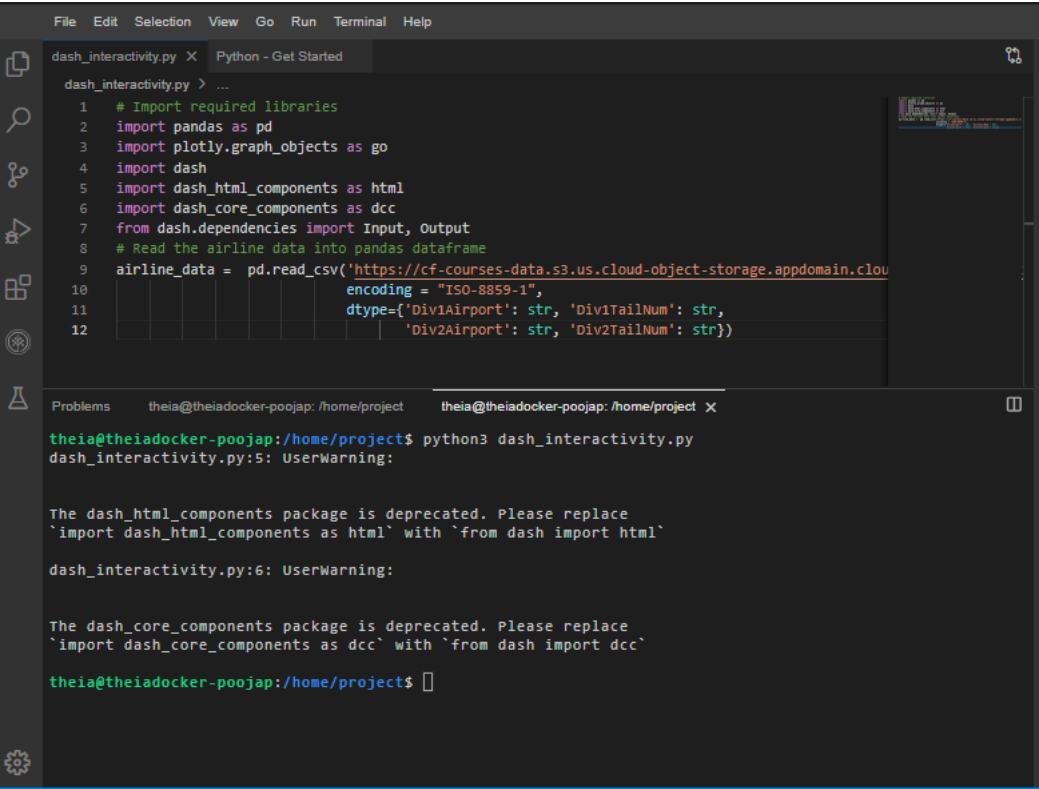 File Edit Selection View Go Run Terminal Help
dash_interactivity.py Python - Get Started
dash_interactivity.py > ...
1 # Import required libraries
2 import pandas as pd
3 import plotly.graph_objects as go
4 import dash
5 import dash_html_components as html
6 import dash_core_components as dcc
7 from dash.dependencies import Input, Output
8 # Read the airline data into pandas dataframe
9 airline_data = pd.read_csv('https://cf-courses-data.s3.us.cloud-object-storage.appdomain.clou
10 encoding = "ISO-8859-1",
11 dtype={'Div1Airport': str, 'Div1TailNum': str,
12 'Div2Airport': str, 'Div2TailNum': str})
Problems theia@theiadocker-poojap: /home/project theia@theiadocker-poojap: /home/project
theia@theiadocker-poojap:/home/project$ python3 dash_interactivity.py
dash_interactivity.py:5: UserWarning:
The dash_html_components package is deprecated. Please replace
`import dash_html_components as html` with `from dash import html`
dash_interactivity.py:6: UserWarning:
The dash_core_components package is deprecated. Please replace
`import dash_core_components as dcc` with `from dash import dcc`
theia@theiadocker-poojap:/home/project$